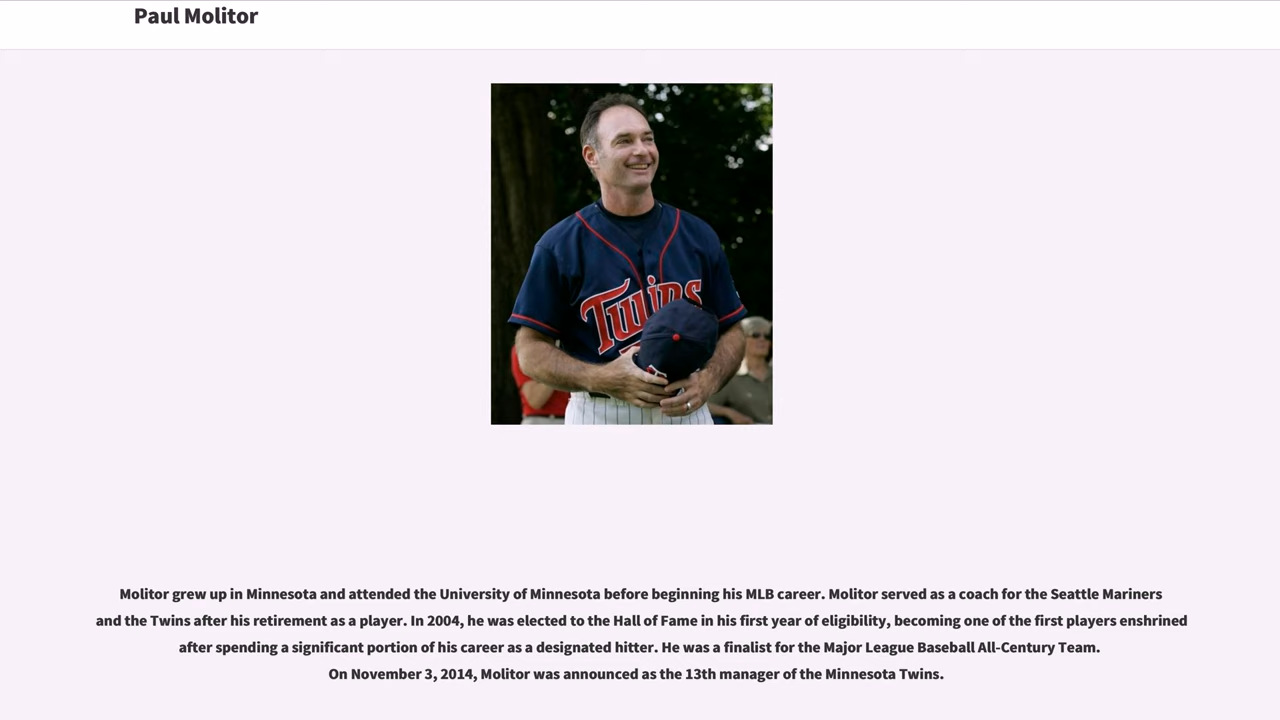 Paul Molitor
Twins
Molitor grew up in Minnesota and attended the University of Minnesota before beginning his MLB career. Molitor served as a coach for the Seattle Mariners
and the Twins after his retirement as a player. In 2004, he was elected to the Hall of Fame in his first year of eligibility, becoming one of the first players enshrined
after spending a significant portion of his career as a designated hitter. He was a finalist for the Major League Baseball All-Century Team.
On November 3, 2014, Molitor was announced as the 13th manager of the Minnesota Twins.